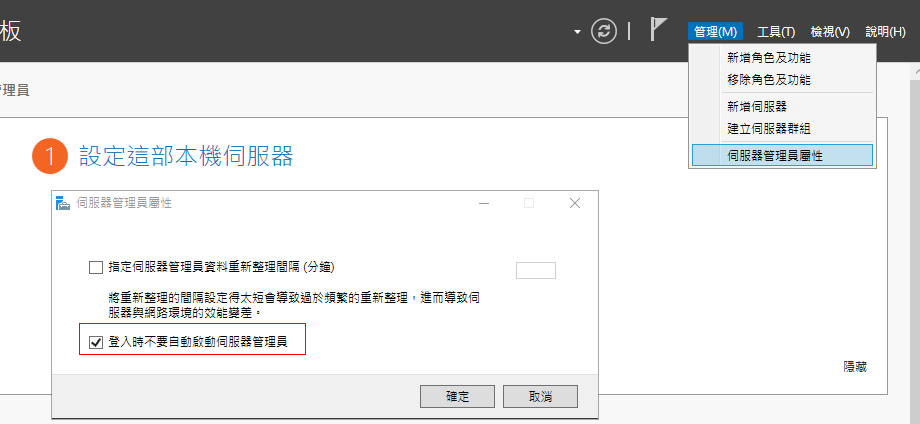 板
管理(M)
工具(T)
檢視(V)
說明(H)
新增角色及功能
移除角色及功能
新增伺服器
建立伺服器群組
伺服器管理員屬性
管理員
1
設定這部本機伺服器
伺服器管理員屬性
指定伺服器管理員資料重新整理間隔 (分鐘)
將重新整理的間隔設定得太短會導致過於頻繁的重新整理，進而導致伺
服器與網路環境的效能變差。
登入時不要自動啟動伺服器管理員
隱藏
確定
取消